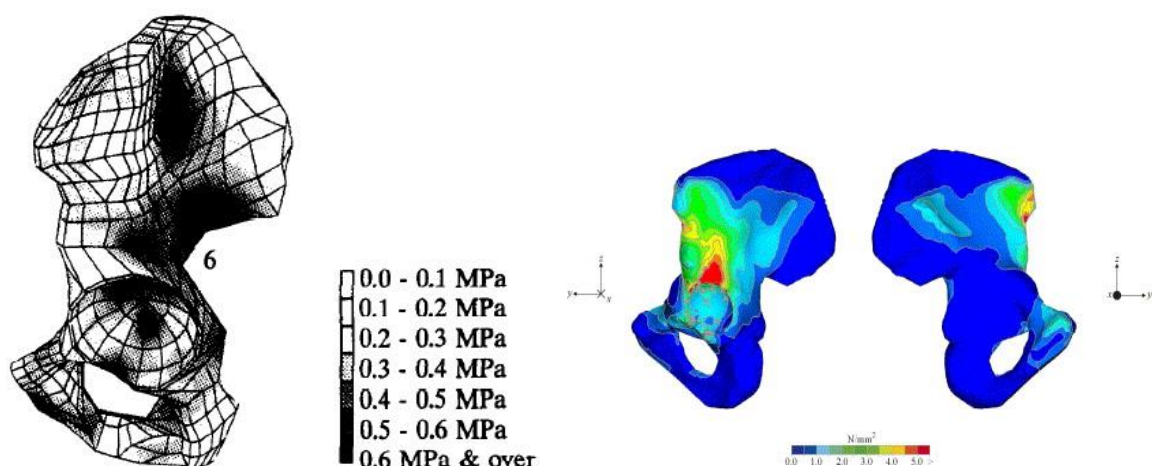 6
0.0 - 0.1 MPa
0.1 - 0.2 MPa
0.2 - 0.3 MPa
0.3 - 0.4 MPa
0.4 - 0.5 MPa
0.5 - 0.6 MPa
0.6 MPa & over
z
y
x
z
x
y
N/mm²
0.0 1.0 2.0 3.0 4.0 5.0 >